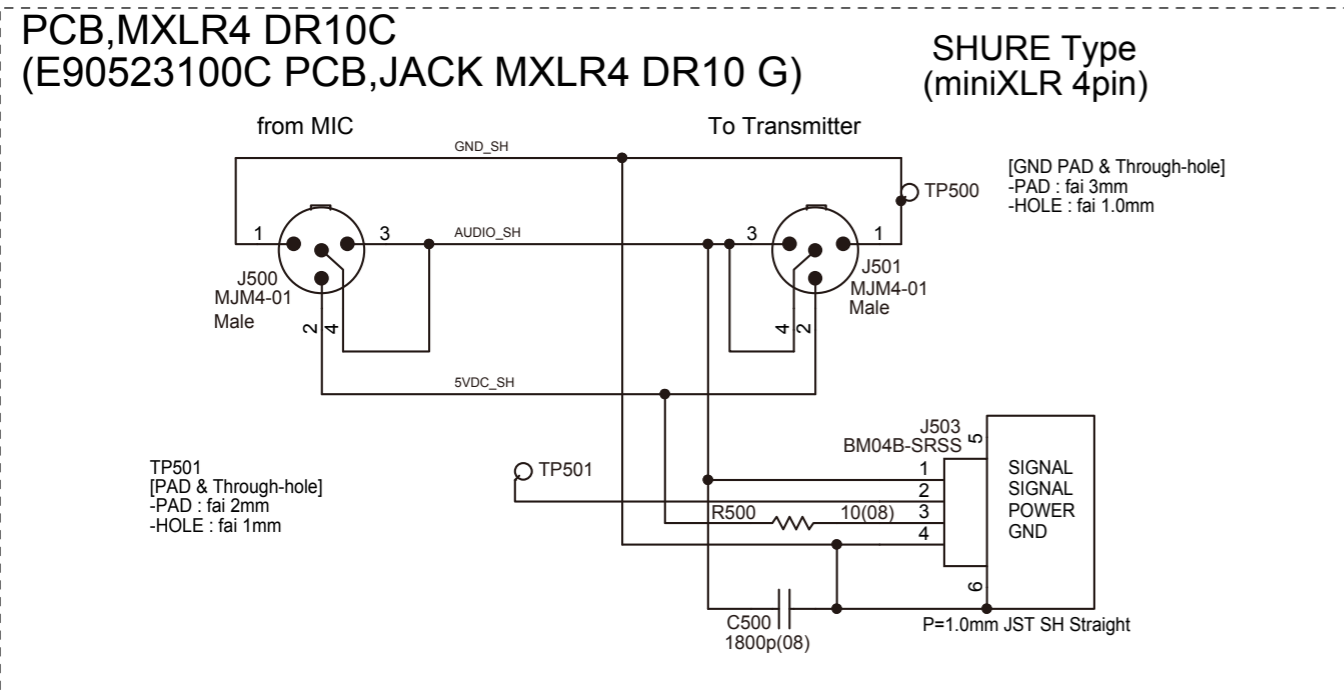 PCB,MXLR4 DR10C
(E90523100C PCB,JACK MXLR4 DR10 G)
SHURE Type
(miniXLR 4pin)
from MIC
To Transmitter
GND_SH
[GND PAD & Through-hole]
-PAD : fai 3mm
-HOLE : fai 1.0mm
TP500
1
3
AUDIO_SH
3
1
J500
MJM4-01
Male
J501
MJM4-01
Male
2
4
4
2
5VDC_SH
J503
BM04B-SRSS
5
TP501
[PAD & Through-hole]
-PAD : fai 2mm
-HOLE : fai 1mm
TP501
1
2
3
4
SIGNAL
SIGNAL
POWER
GND
R500
10(08)
6
C500
1800p(08)
P=1.0mm JST SH Straight